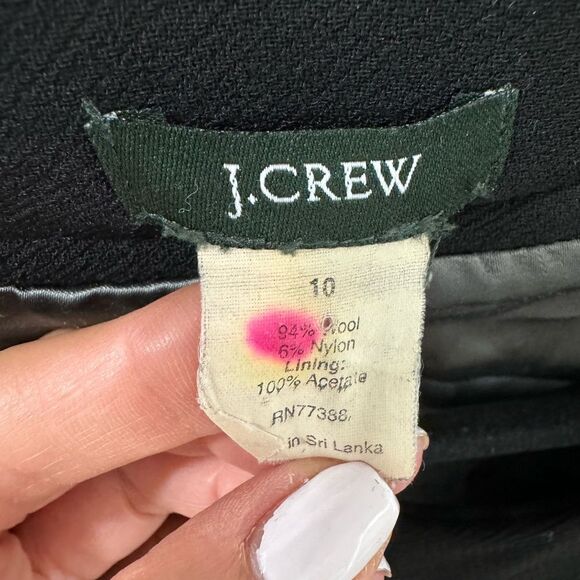 J.CREW
10
94% Wool
6% Nylon
Lining:
100% Acetate
RN77388
in Sri Lanka